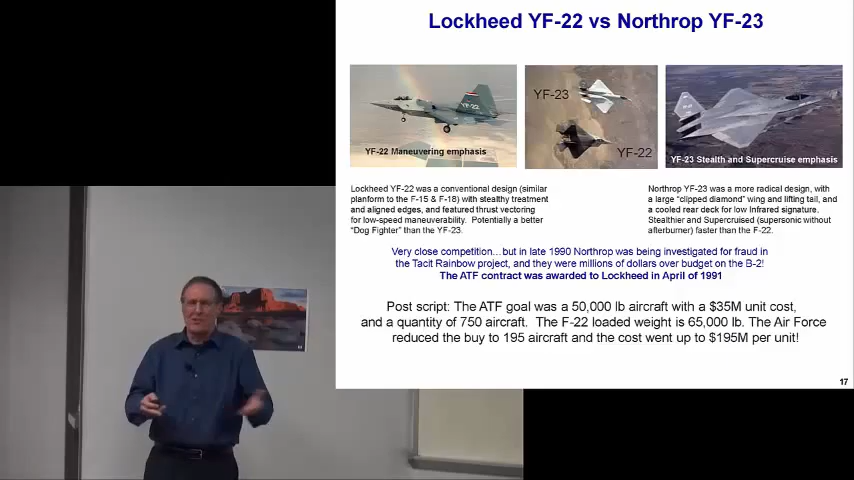 Lockheed YF-22 vs Northrop YF-23
YF-22
YF-22 Maneuvering emphasis
YF-23
YF-22
YF-23 Stealth and Supercruise emphasis
Lockheed YF-22 was a conventional design (similar
planform to the F-15 & F-18) with stealthy treatment
and aligned edges, and featured thrust vectoring
for low-speed maneuverability. Potentially a better
“Dog Fighter” than the YF-23.
Northrop YF-23 was a more radical design, with
a large “clipped diamond” wing and lifting tail, and
a cooled rear deck for low Infrared signature.
Stealthier and Supercruised (supersonic without
afterburner) faster than the F-22.
Very close competition…but in late 1990 Northrop was being investigated for fraud in
the Tacit Rainbow project, and they were millions of dollars over budget on the B-2!
The ATF contract was awarded to Lockheed in April of 1991
Post script: The ATF goal was a 50,000 lb aircraft with a $35M unit cost,
and a quantity of 750 aircraft. The F-22 loaded weight is 65,000 lb. The Air Force
reduced the buy to 195 aircraft and the cost went up to $195M per unit!
17